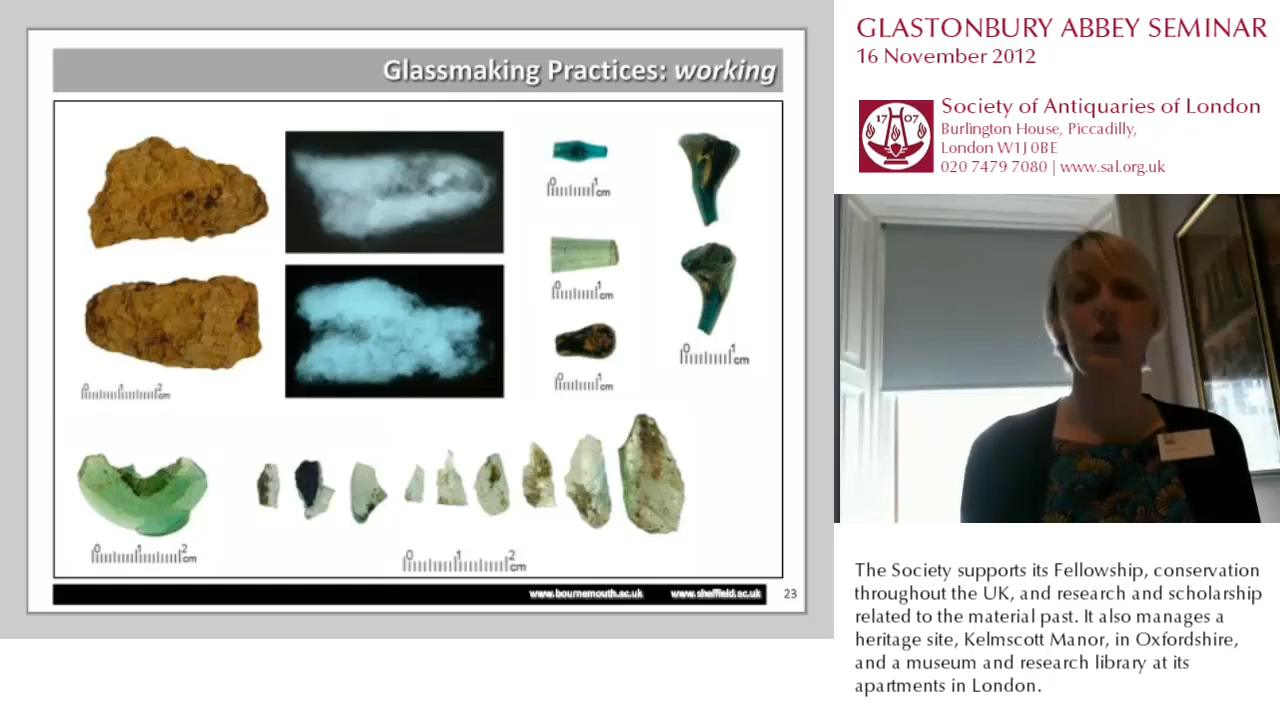 Glassmaking Practices: working
0 1 cm
0 1 cm
0 1 cm
0 1 cm
0 1 2 cm
0 1 2 cm
0 1 2 cm
www.bournemouth.ac.uk www.sheffield.ac.uk 23
GLASTONBURY ABBEY SEMINAR
16 November 2012
1707
Society of Antiquaries of London
Burlington House, Piccadilly,
London W1J 0BE
020 7479 7080 | www.sal.org.uk
The Society supports its Fellowship, conservation
throughout the UK, and research and scholarship
related to the material past. It also manages a
heritage site, Kelmscott Manor, in Oxfordshire,
and a museum and research library at its
apartments in London.